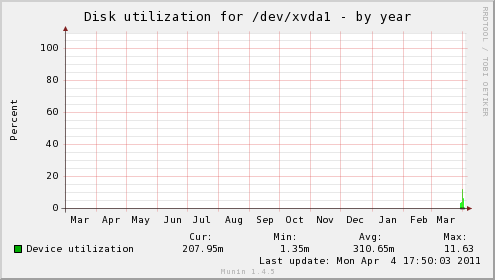 Disk utilization for /dev/xvda1 - by year
RRDTOOL / TOBI OETIKER
Percent
100
80
60
40
20
0
Mar Apr May Jun Jul Aug Sep Oct Nov Dec Jan Feb Mar
Cur: Min: Avg: Max:
Device utilization 207.95m 1.35m 310.65m 11.63
Last update: Mon Apr 4 17:50:03 2011
Munin 1.4.5